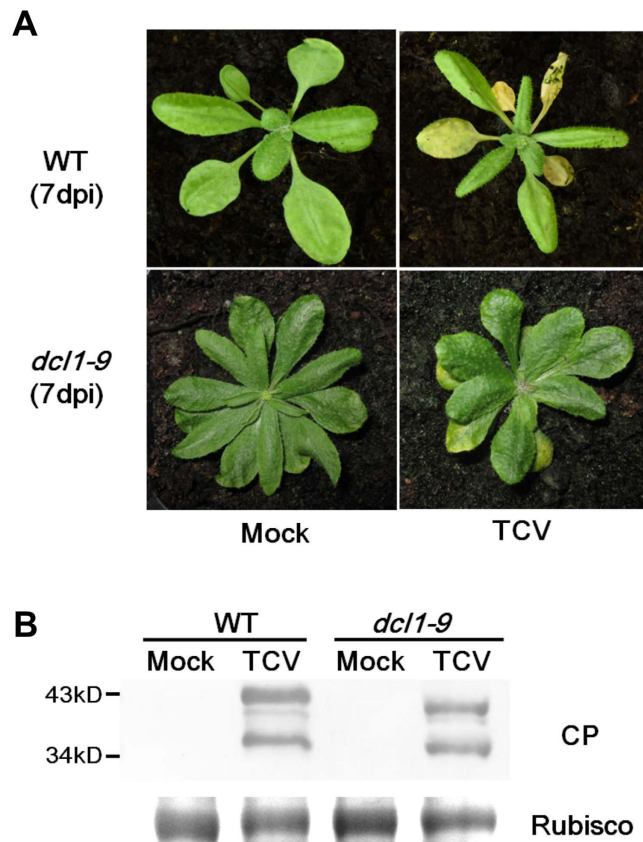 A
WT
(7dpi)
dcl1-9
(7dpi)
Mock TCV
B
WT dcl1-9
Mock TCV Mock TCV
43kD
34kD
CP
Rubisco